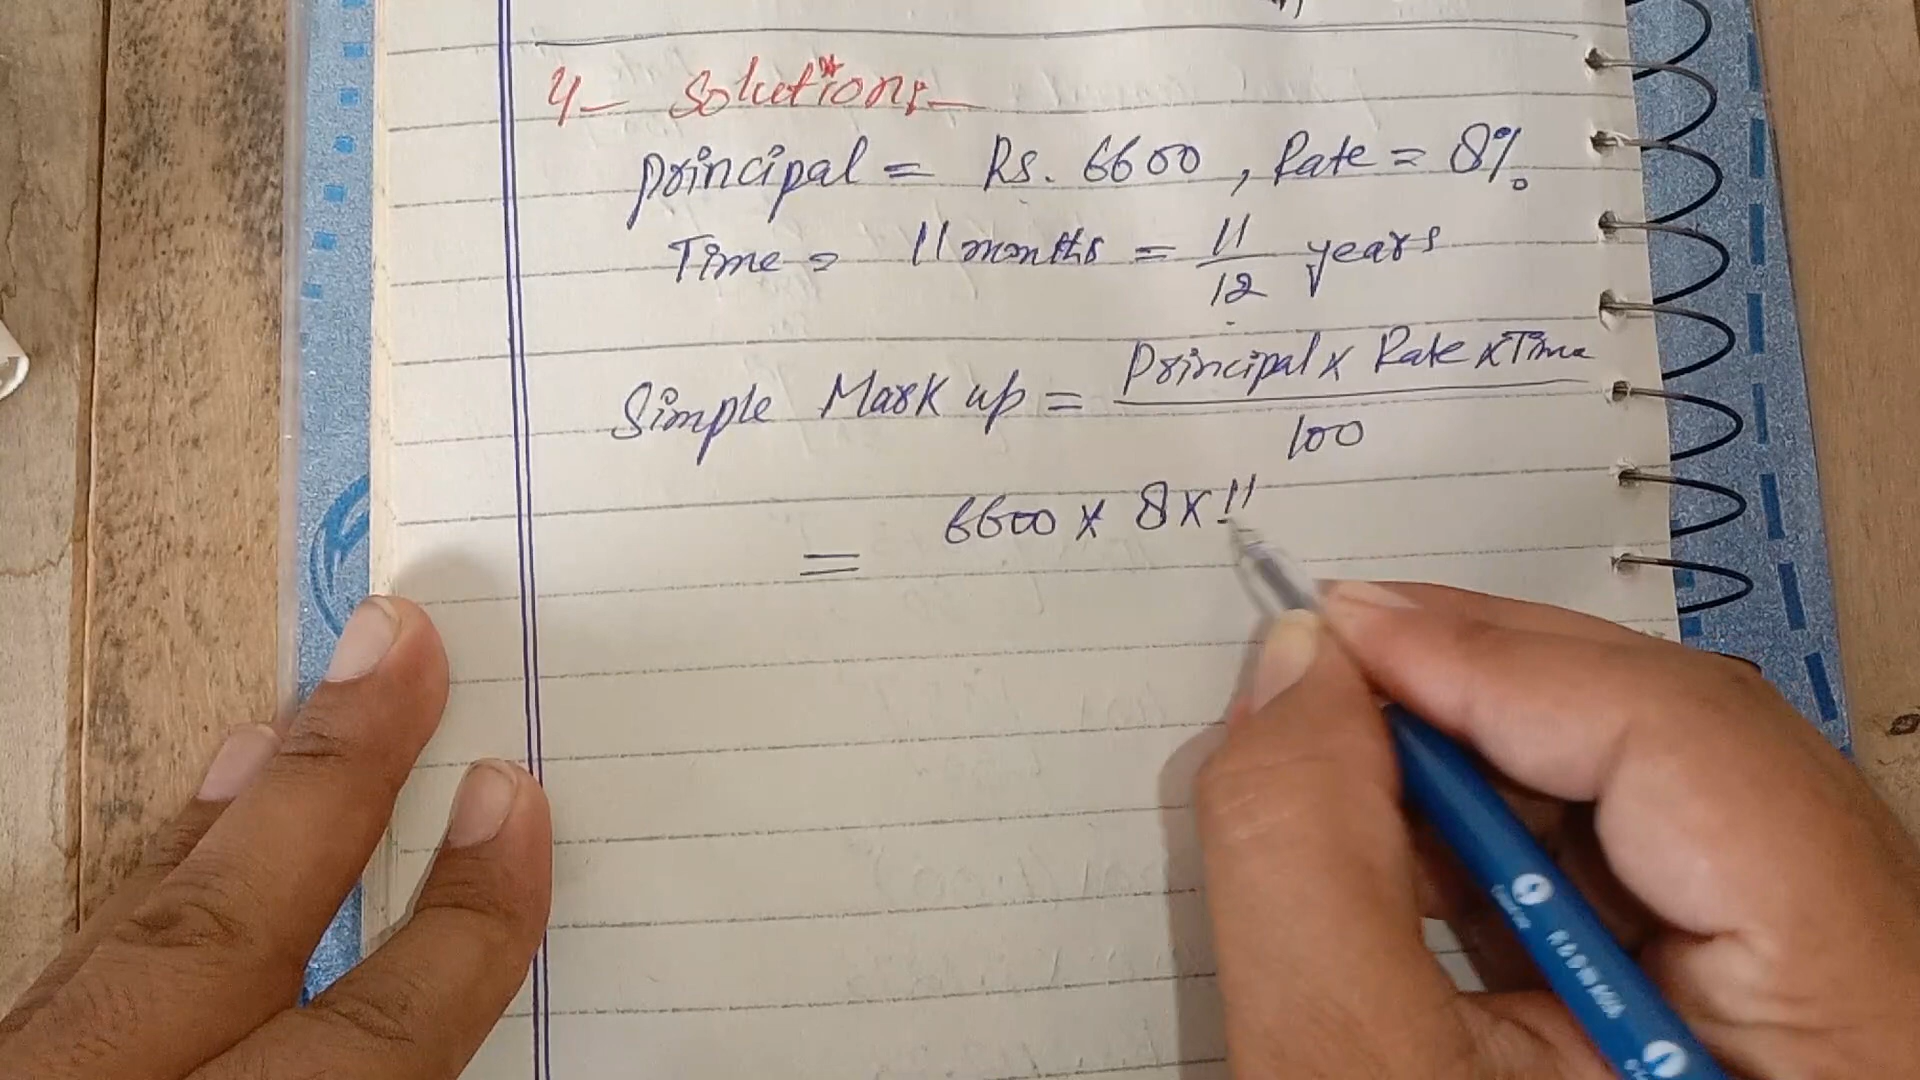 4- Solution:-
Principal = Rs. 6600, Rate = 8%
Time = 11 months = 11/12 years
Simple Mark up = Principal x Rate x Time / 100
= 6600 x 8 x 11